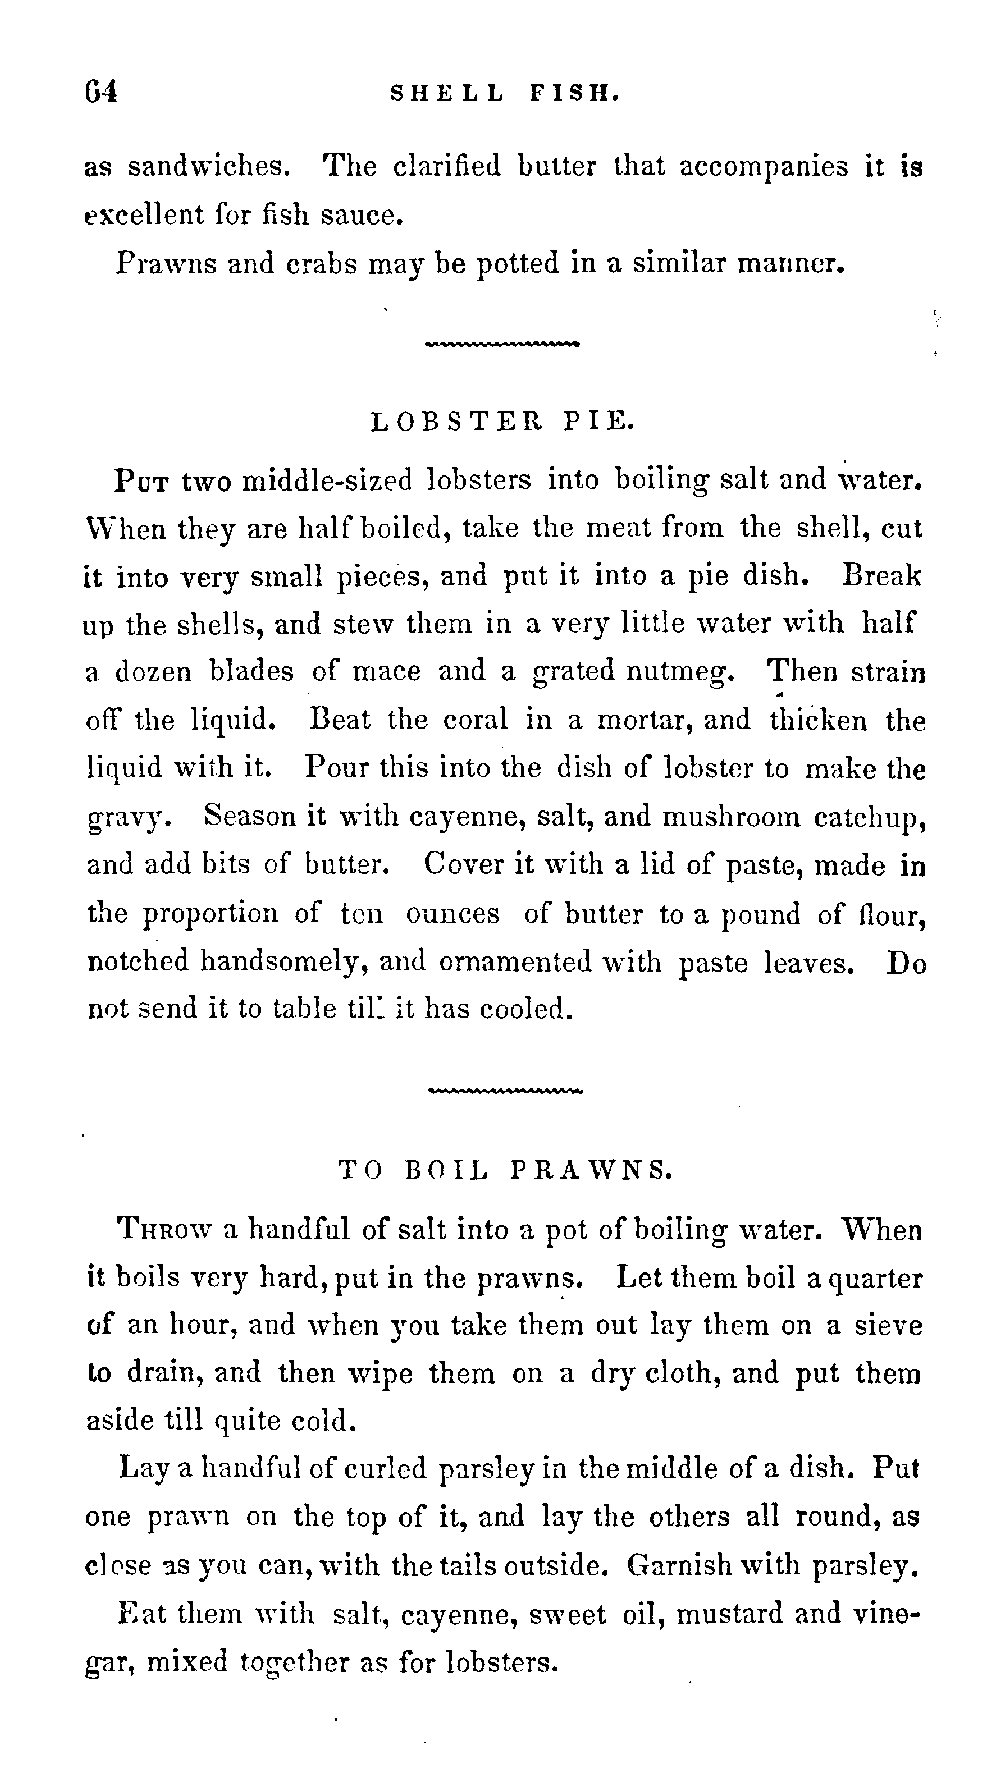 64 SHELL FISH.
as sandwiches. The clarified butter that accompanies it is
excellent for fish sauce.
Prawns and crabs may be potted in a similar manner.
LOBSTER PIE.
PUT two middle-sized lobsters into boiling salt and water.
When they are half boiled, take the meat from the shell, cut
it into very small pieces, and put it into a pie dish. Break
up the shells, and stew them in a very little water with half
a dozen blades of mace and a grated nutmeg. Then strain
off the liquid. Beat the coral in a mortar, and thicken the
liquid with it. Pour this into the dish of lobster to make the
gravy. Season it with cayenne, salt, and mushroom catchup,
and add bits of butter. Cover it with a lid of paste, made in
the proportion of ten ounces of butter to a pound of flour,
notched handsomely, and ornamented with paste leaves. Do
not send it to table till it has cooled.
TO BOIL PRAWNS.
THROW a handful of salt into a pot of boiling water. When
it boils very hard, put in the prawns. Let them boil a quarter
of an hour, and when you take them out lay them on a sieve
to drain, and then wipe them on a dry cloth, and put them
aside till quite cold.
Lay a handful of curled parsley in the middle of a dish. Put
one prawn on the top of it, and lay the others all round, as
close as you can, with the tails outside. Garnish with parsley.
Eat them with salt, cayenne, sweet oil, mustard and vine-
gar, mixed together as for lobsters.